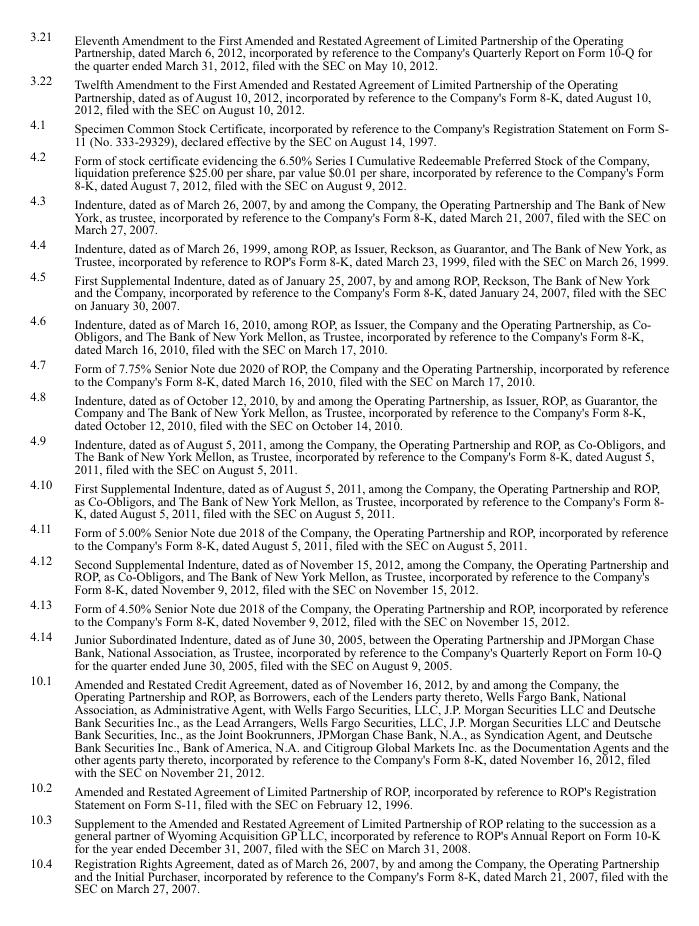 3.21 Eleventh Amendment to the First Amended and Restated Agreement of Limited Partnership of the Operating
Partnership, dated March 6, 2012, incorporated by reference to the Company's Quarterly Report on Form 10-Q for
the quarter ended March 31, 2012, filed with the SEC on May 10, 2012.
3.22 Twelfth Amendment to the First Amended and Restated Agreement of Limited Partnership of the Operating
Partnership, dated as of August 10, 2012, incorporated by reference to the Company's Form 8-K, dated August 10,
2012, filed with the SEC on August 10, 2012.
4.1 Specimen Common Stock Certificate, incorporated by reference to the Company's Registration Statement on Form S-
11 (No. 333-29329), declared effective by the SEC on August 14, 1997.
4.2 Form of stock certificate evidencing the 6.50% Series I Cumulative Redeemable Preferred Stock of the Company,
liquidation preference $25.00 per share, par value $0.01 per share, incorporated by reference to the Company's Form
8-K, dated August 7, 2012, filed with the SEC on August 9, 2012.
4.3 Indenture, dated as of March 26, 2007, by and among the Company, the Operating Partnership and The Bank of New
York, as trustee, incorporated by reference to the Company's Form 8-K, dated March 21, 2007, filed with the SEC on
March 27, 2007.
4.4 Indenture, dated as of March 26, 1999, among ROP, as Issuer, Reckson, as Guarantor, and The Bank of New York, as
Trustee, incorporated by reference to ROP's Form 8-K, dated March 23, 1999, filed with the SEC on March 26, 1999.
4.5 First Supplemental Indenture, dated as of January 25, 2007, by and among ROP, Reckson, The Bank of New York
and the Company, incorporated by reference to the Company's Form 8-K, dated January 24, 2007, filed with the SEC
on January 30, 2007.
4.6 Indenture, dated as of March 16, 2010, among ROP, as Issuer, the Company and the Operating Partnership, as Co-
Obligors, and The Bank of New York Mellon, as Trustee, incorporated by reference to the Company's Form 8-K,
dated March 16, 2010, filed with the SEC on March 17, 2010.
4.7 Form of 7.75% Senior Note due 2020 of ROP, the Company and the Operating Partnership, incorporated by reference
to the Company's Form 8-K, dated March 16, 2010, filed with the SEC on March 17, 2010.
4.8 Indenture, dated as of October 12, 2010, by and among the Operating Partnership, as Issuer, ROP, as Guarantor, the
Company and The Bank of New York Mellon, as Trustee, incorporated by reference to the Company's Form 8-K,
dated October 12, 2010, filed with the SEC on October 14, 2010.
4.9 Indenture, dated as of August 5, 2011, among the Company, the Operating Partnership and ROP, as Co-Obligors, and
The Bank of New York Mellon, as Trustee, incorporated by reference to the Company's Form 8-K, dated August 5,
2011, filed with the SEC on August 5, 2011.
4.10 First Supplemental Indenture, dated as of August 5, 2011, among the Company, the Operating Partnership and ROP,
as Co-Obligors, and The Bank of New York Mellon, as Trustee, incorporated by reference to the Company's Form 8-
K, dated August 5, 2011, filed with the SEC on August 5, 2011.
4.11 Form of 5.00% Senior Note due 2018 of the Company, the Operating Partnership and ROP, incorporated by reference
to the Company's Form 8-K, dated August 5, 2011, filed with the SEC on August 5, 2011.
4.12 Second Supplemental Indenture, dated as of November 15, 2012, among the Company, the Operating Partnership and
ROP, as Co-Obligors, and The Bank of New York Mellon, as Trustee, incorporated by reference to the Company's
Form 8-K, dated November 9, 2012, filed with the SEC on November 15, 2012.
4.13 Form of 4.50% Senior Note due 2018 of the Company, the Operating Partnership and ROP, incorporated by reference
to the Company's Form 8-K, dated November 9, 2012, filed with the SEC on November 15, 2012.
4.14 Junior Subordinated Indenture, dated as of June 30, 2005, between the Operating Partnership and JPMorgan Chase
Bank, National Association, as Trustee, incorporated by reference to the Company's Quarterly Report on Form 10-Q
for the quarter ended June 30, 2005, filed with the SEC on August 9, 2005.
10.1 Amended and Restated Credit Agreement, dated as of November 16, 2012, by and among the Company, the
Operating Partnership and ROP, as Borrowers, each of the Lenders party thereto, Wells Fargo Bank, National
Association, as Administrative Agent, with Wells Fargo Securities, LLC, J.P. Morgan Securities LLC and Deutsche
Bank Securities Inc., as the Lead Arrangers, Wells Fargo Securities, LLC, J.P. Morgan Securities LLC and Deutsche
Bank Securities, Inc., as the Joint Bookrunners, JPMorgan Chase Bank, N.A., as Syndication Agent, and Deutsche
Bank Securities Inc., Bank of America, N.A. and Citigroup Global Markets Inc. as the Documentation Agents and the
other agents party thereto, incorporated by reference to the Company's Form 8-K, dated November 16, 2012, filed
with the SEC on November 21, 2012.
10.2 Amended and Restated Agreement of Limited Partnership of ROP, incorporated by reference to ROP's Registration
Statement on Form S-11, filed with the SEC on February 12, 1996.
10.3 Supplement to the Amended and Restated Agreement of Limited Partnership of ROP relating to the succession as a
general partner of Wyoming Acquisition GP LLC, incorporated by reference to ROP's Annual Report on Form 10-K
for the year ended December 31, 2007, filed with the SEC on March 31, 2008.
10.4 Registration Rights Agreement, dated as of March 26, 2007, by and among the Company, the Operating Partnership
and the Initial Purchaser, incorporated by reference to the Company's Form 8-K, dated March 21, 2007, filed with the
SEC on March 27, 2007.